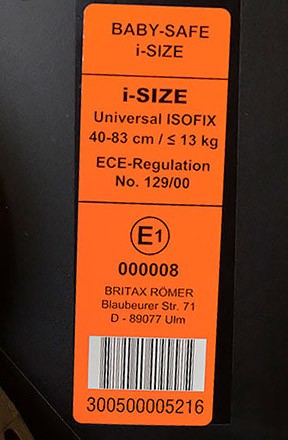 BABY-SAFE
i-SIZE
i-SIZE
Universal ISOFIX
40-83 cm / ≤ 13 kg
ECE-Regulation
No. 129/00
E1
000008
BRITAX RÖMER
Blaubeurer Str. 71
D - 89077 Ulm
300500005216